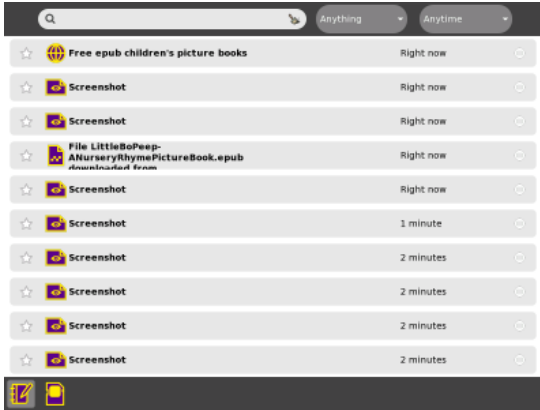 Anything Anytime
Free epub children's picture books Right now
Screenshot Right now
Screenshot Right now
File LittleBoPeep-
ANurseryRhymePictureBook.epub Right now
downloaded from
Screenshot Right now
Screenshot 1 minute
Screenshot 2 minutes
Screenshot 2 minutes
Screenshot 2 minutes
Screenshot 2 minutes